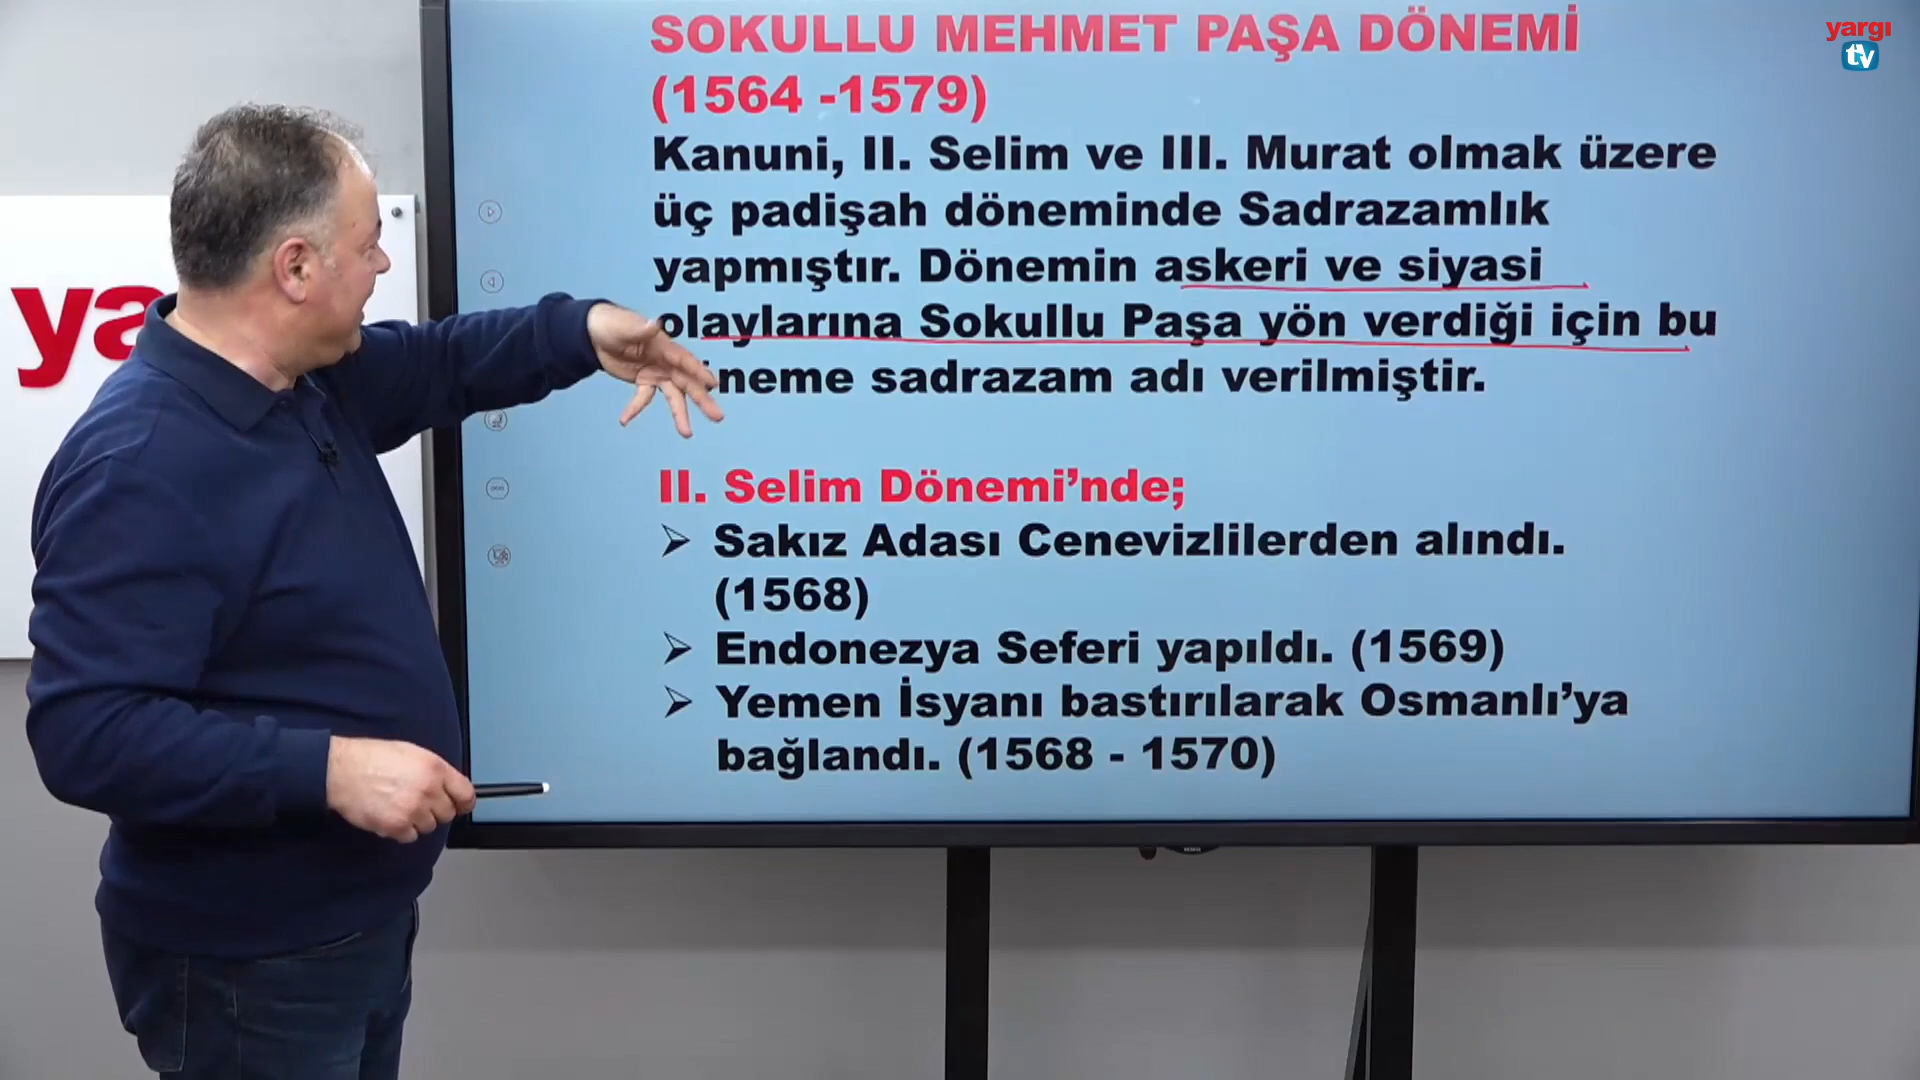 yargı
tv
ya
SOKULLU MEHMET PAŞA DÖNEMİ
(1564 -1579)
Kanuni, II. Selim ve III. Murat olmak üzere
üç padişah döneminde Sadrazamlık
yapmıştır. Dönemin askeri ve siyasi
olaylarına Sokullu Paşa yön verdiği için bu
neme sadrazam adı verilmiştir.
II. Selim Dönemi’nde;
➢ Sakız Adası Cenevizlilerden alındı.
(1568)
➢ Endonezya Seferi yapıldı. (1569)
➢ Yemen İsyanı bastırılarak Osmanlı’ya
bağlandı. (1568 - 1570)